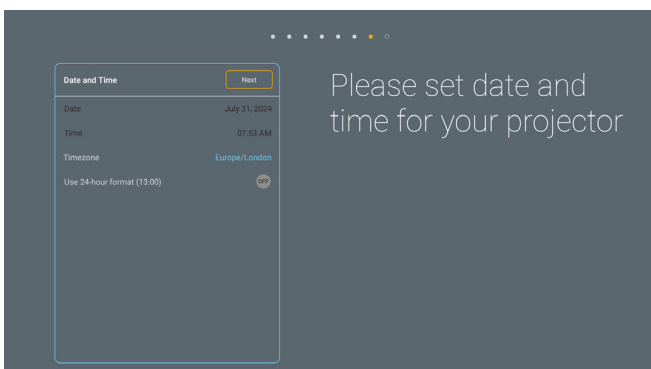 Date and Time
Next
Date
July 31, 2024
Time
07:53 AM
Timezone
Europe/London
Use 24-hour format (13:00)
OFF
Please set date and
time for your projector